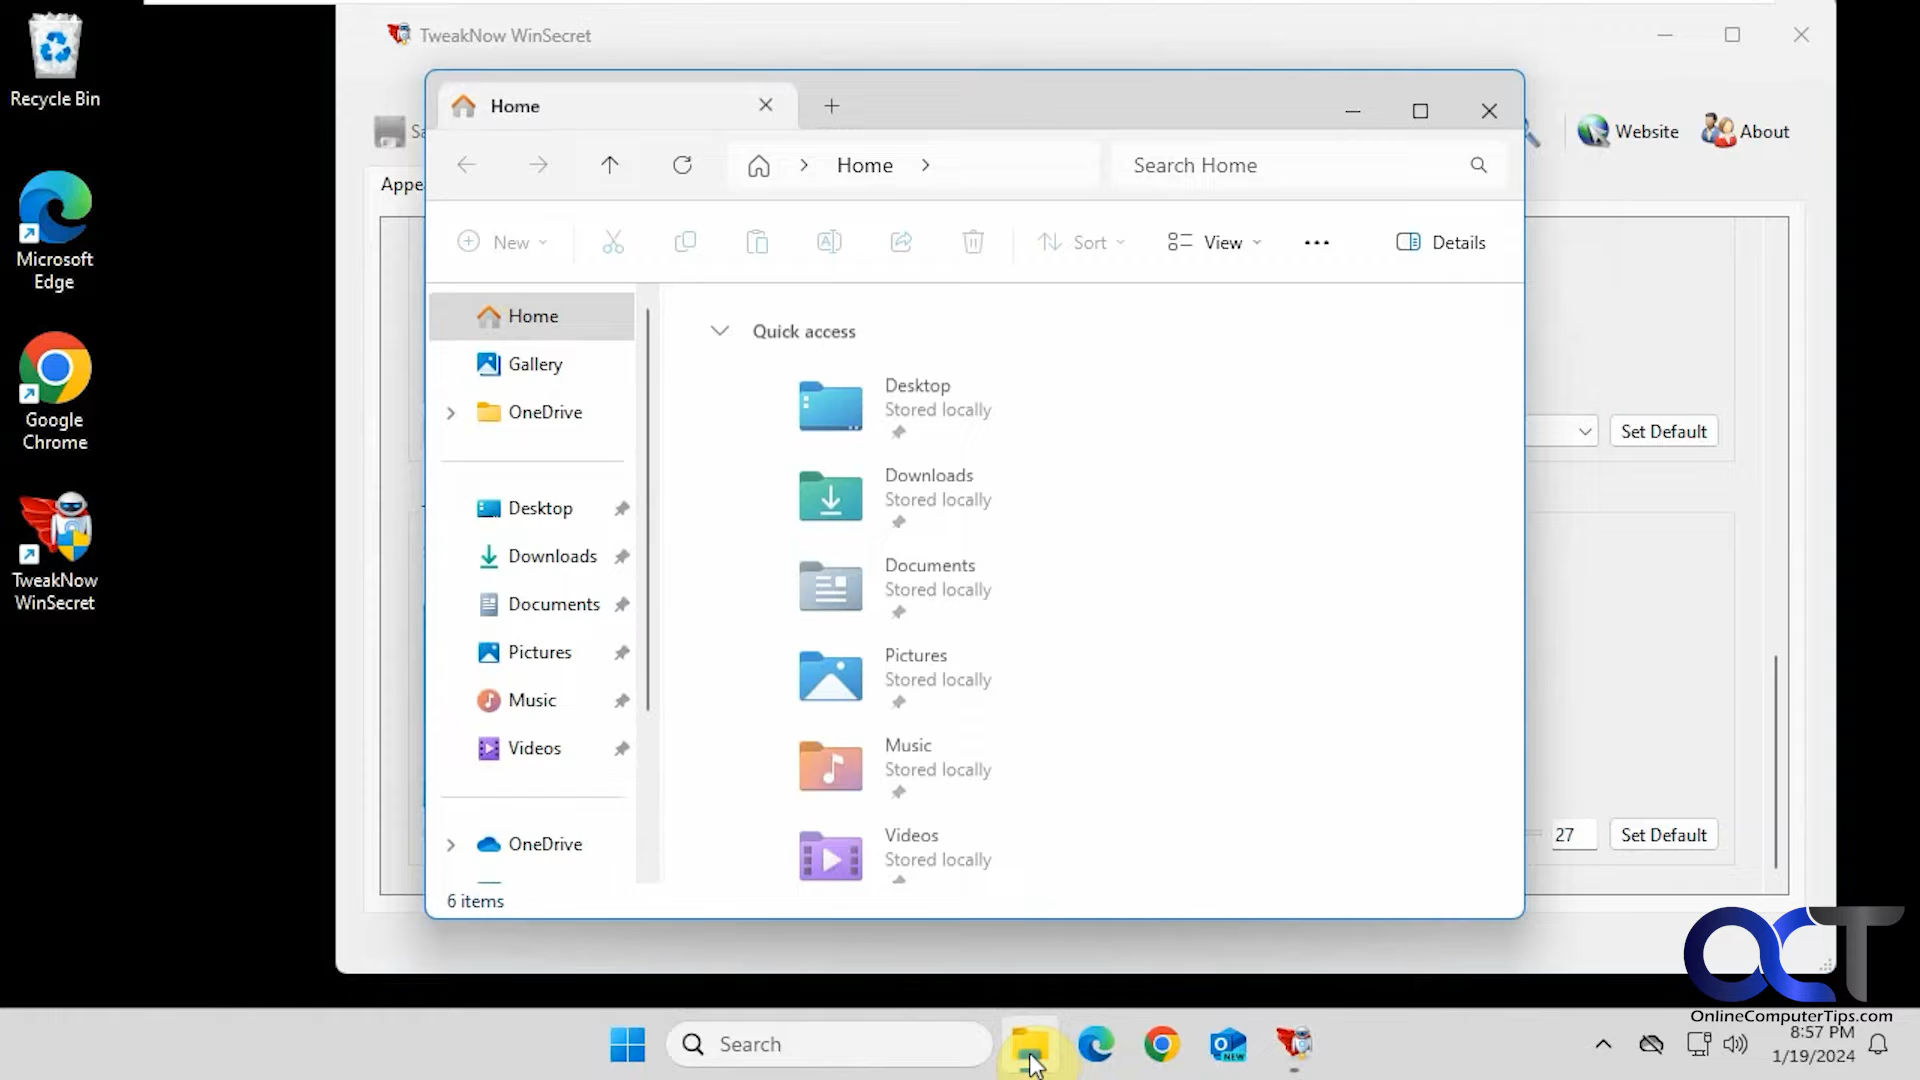 Recycle Bin
Microsoft
Edge
Google
Chrome
TweakNow
WinSecret
TweakNow WinSecret
Website
About
Appe
Set Default
27
Set Default
Home
Home
Search Home
New
Sort
View
Details
Home
Gallery
OneDrive
Desktop
Downloads
Documents
Pictures
Music
Videos
OneDrive
Quick access
Desktop
Stored locally
Downloads
Stored locally
Documents
Stored locally
Pictures
Stored locally
Music
Stored locally
Videos
Stored locally
6 items
OCT
OnlineComputerTips.com
Search
NEW
8:57 PM
1/19/2024